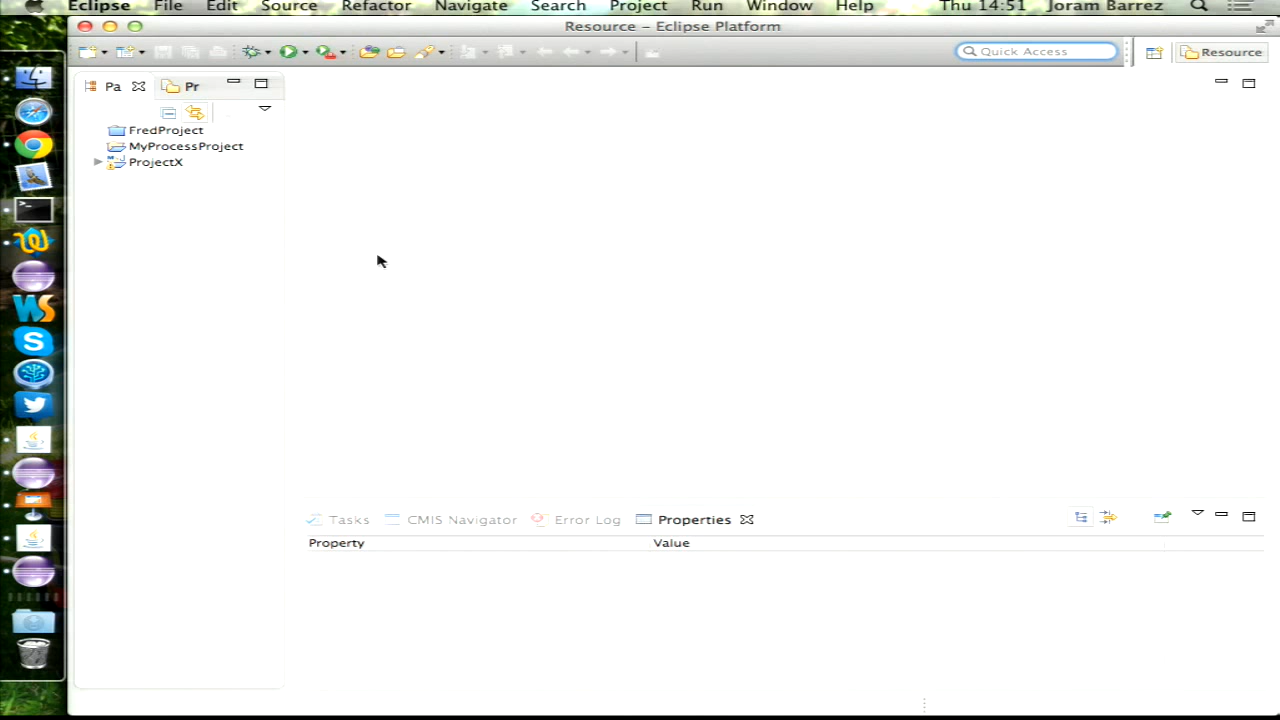 Eclipse File Edit Source Refactor Navigate Search Project Run Window Help Thu 14:51 Joram Barrez
Resource – Eclipse Platform
Quick Access
Resource
Pa
Pr
FredProject
MyProcessProject
ProjectX
Tasks CMIS Navigator Error Log Properties
Property Value